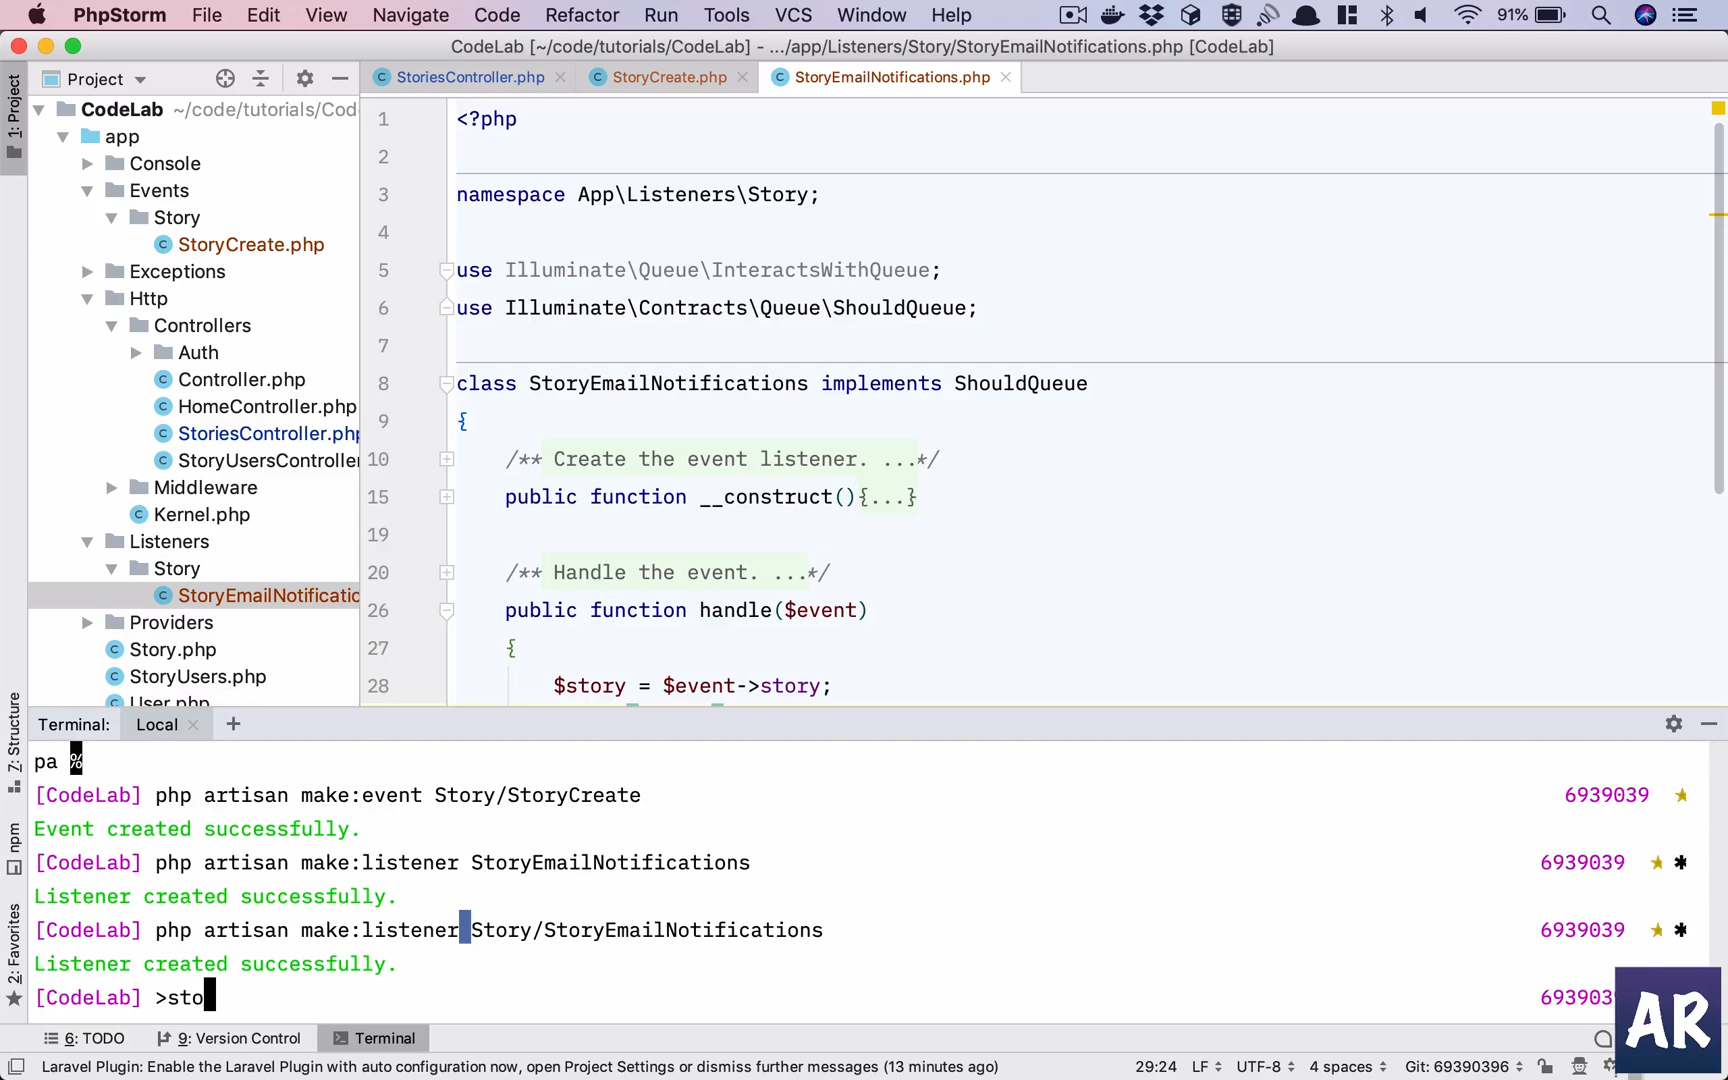 PhpStorm File Edit View Navigate Code Refactor Run Tools VCS Window Help 91%
CodeLab [~/code/tutorials/CodeLab] - .../app/Listeners/Story/StoryEmailNotifications.php [CodeLab]
Project
StoriesController.php
StoryCreate.php
StoryEmailNotifications.php
1: Project
CodeLab ~/code/tutorials/Cod
app
Console
Events
Story
StoryCreate.php
Exceptions
Http
Controllers
Auth
Controller.php
HomeController.php
StoriesController.php
StoryUsersController
Middleware
Kernel.php
Listeners
Story
StoryEmailNotificatio
Providers
Story.php
StoryUsers.php
User.php
1 <?php
2
3 namespace App\Listeners\Story;
4
5 use Illuminate\Queue\InteractsWithQueue;
6 use Illuminate\Contracts\Queue\ShouldQueue;
7
8 class StoryEmailNotifications implements ShouldQueue
9 {
10 /** Create the event listener. ...*/
15 public function __construct(){...}
19
20 /** Handle the event. ...*/
26 public function handle($event)
27 {
28 $story = $event->story;
7: Structure
npm
2: Favorites
Terminal: Local +
pa %
[CodeLab] php artisan make:event Story/StoryCreate 6939039
Event created successfully.
[CodeLab] php artisan make:listener StoryEmailNotifications 6939039 *
Listener created successfully.
[CodeLab] php artisan make:listener Story/StoryEmailNotifications 6939039 *
Listener created successfully.
[CodeLab] >sto 693903
AR
6: TODO 9: Version Control Terminal
Laravel Plugin: Enable the Laravel Plugin with auto configuration now, open Project Settings or dismiss further messages (13 minutes ago) 29:24 LF UTF-8 4 spaces Git: 69390396